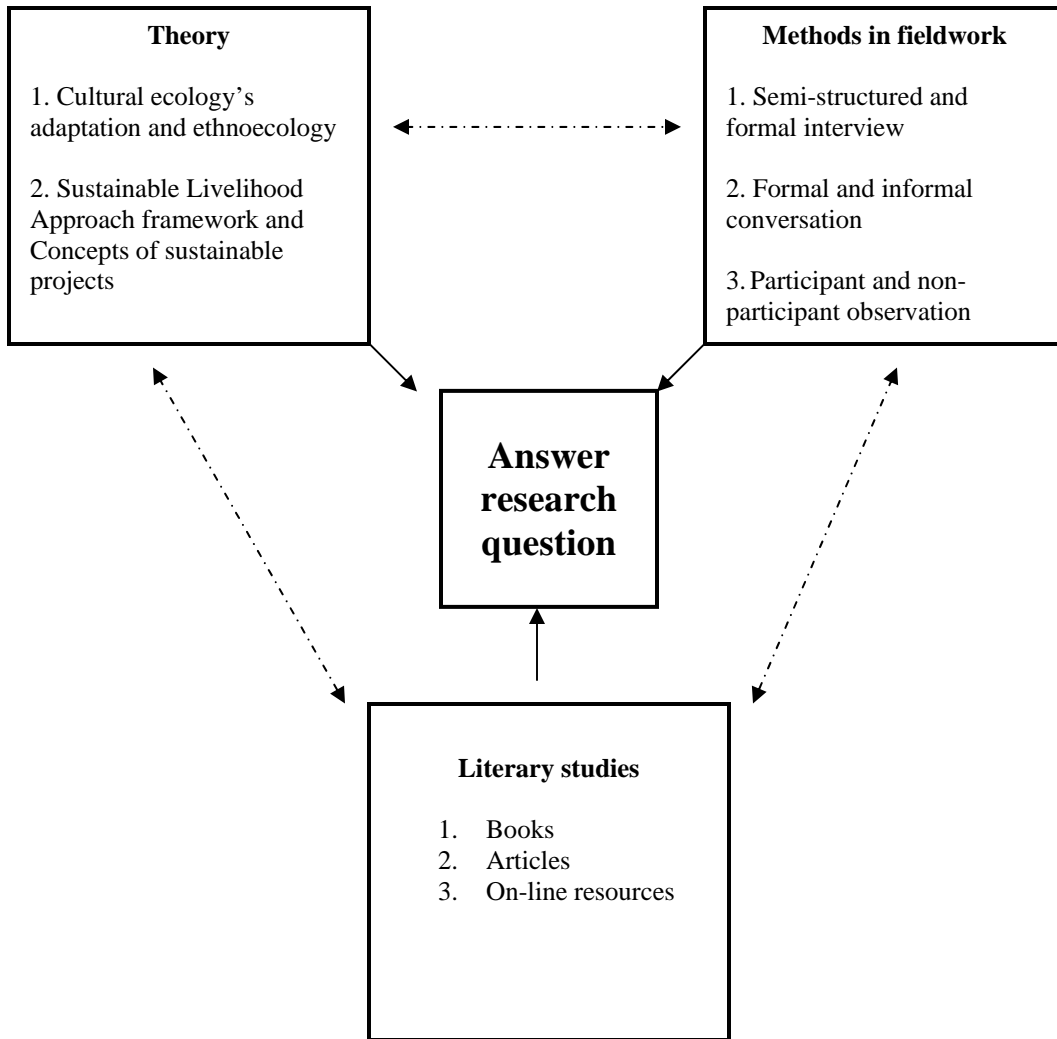 Theory
1. Cultural ecology’s
adaptation and ethnoecology
2. Sustainable Livelihood
Approach framework and
Concepts of sustainable
projects
Methods in fieldwork
1. Semi-structured and
formal interview
2. Formal and informal
conversation
3. Participant and non-
participant observation
Answer
research
question
Literary studies
1. Books
2. Articles
3. On-line resources